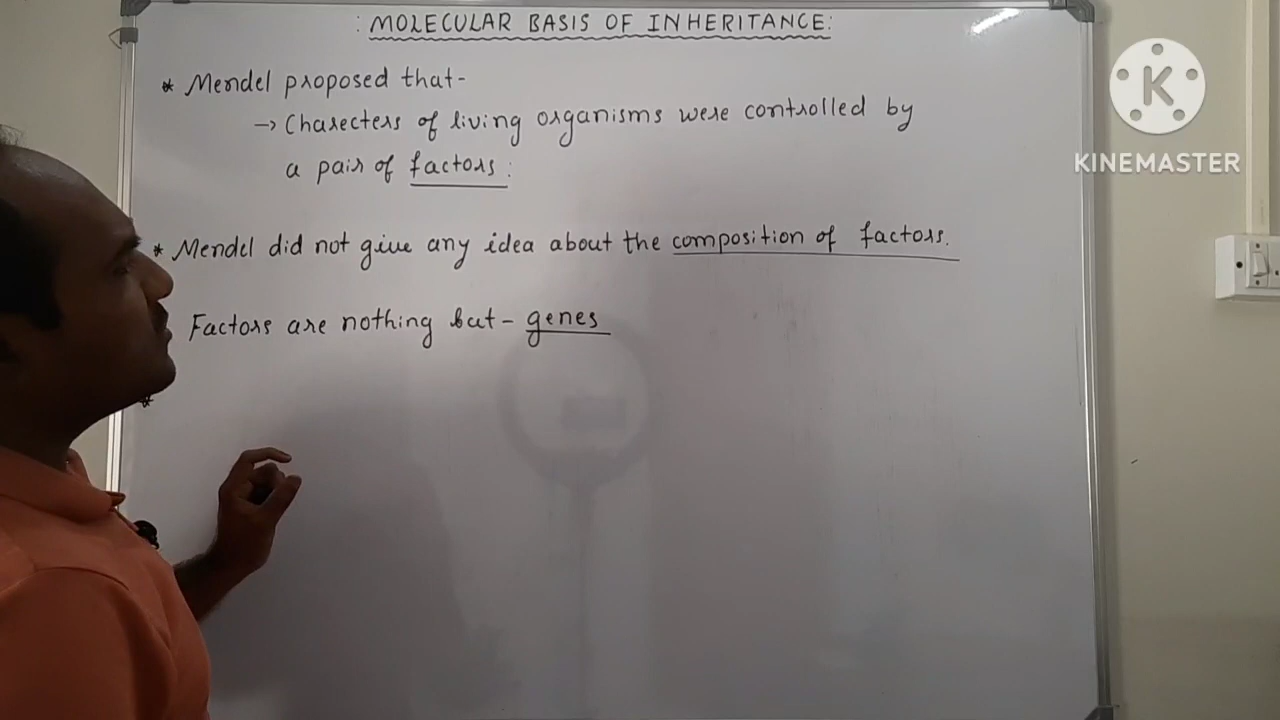 : MOLECULAR BASIS OF INHERITANCE:
* Mendel proposed that-
→ Charecters of living organisms were controlled by
a pair of factors:
* Mendel did not give any idea about the composition of factors.
Factors are nothing but- genes
*
K
KINEMASTER